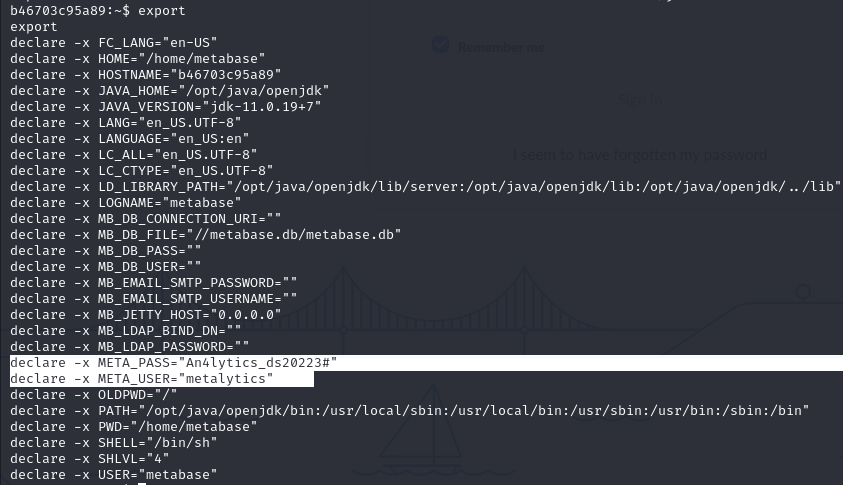 b46703c95a89:~$ export
export
declare -x FC_LANG="en-US"
declare -x HOME="/home/metabase"
declare -x HOSTNAME="b46703c95a89"
declare -x JAVA_HOME="/opt/java/openjdk"
declare -x JAVA_VERSION="jdk-11.0.19+7"
declare -x LANG="en_US.UTF-8"
declare -x LANGUAGE="en_US:en"
declare -x LC_ALL="en_US.UTF-8"
declare -x LC_CTYPE="en_US.UTF-8"
declare -x LD_LIBRARY_PATH="/opt/java/openjdk/lib/server:/opt/java/openjdk/lib:/opt/java/openjdk/../lib"
declare -x LOGNAME="metabase"
declare -x MB_DB_CONNECTION_URI=""
declare -x MB_DB_FILE="//metabase.db/metabase.db"
declare -x MB_DB_PASS=""
declare -x MB_DB_USER=""
declare -x MB_EMAIL_SMTP_PASSWORD=""
declare -x MB_EMAIL_SMTP_USERNAME=""
declare -x MB_JETTY_HOST="0.0.0.0"
declare -x MB_LDAP_BIND_DN=""
declare -x MB_LDAP_PASSWORD=""
declare -x META_PASS="An4lytics_ds20223#"
declare -x META_USER="metalytics"
declare -x OLDPWD="/"
declare -x PATH="/opt/java/openjdk/bin:/usr/local/sbin:/usr/local/bin:/usr/sbin:/usr/bin:/sbin:/bin"
declare -x PWD="/home/metabase"
declare -x SHELL="/bin/sh"
declare -x SHLVL="4"
declare -x USER="metabase"
Remember me
Sign in
I seem to have forgotten my password